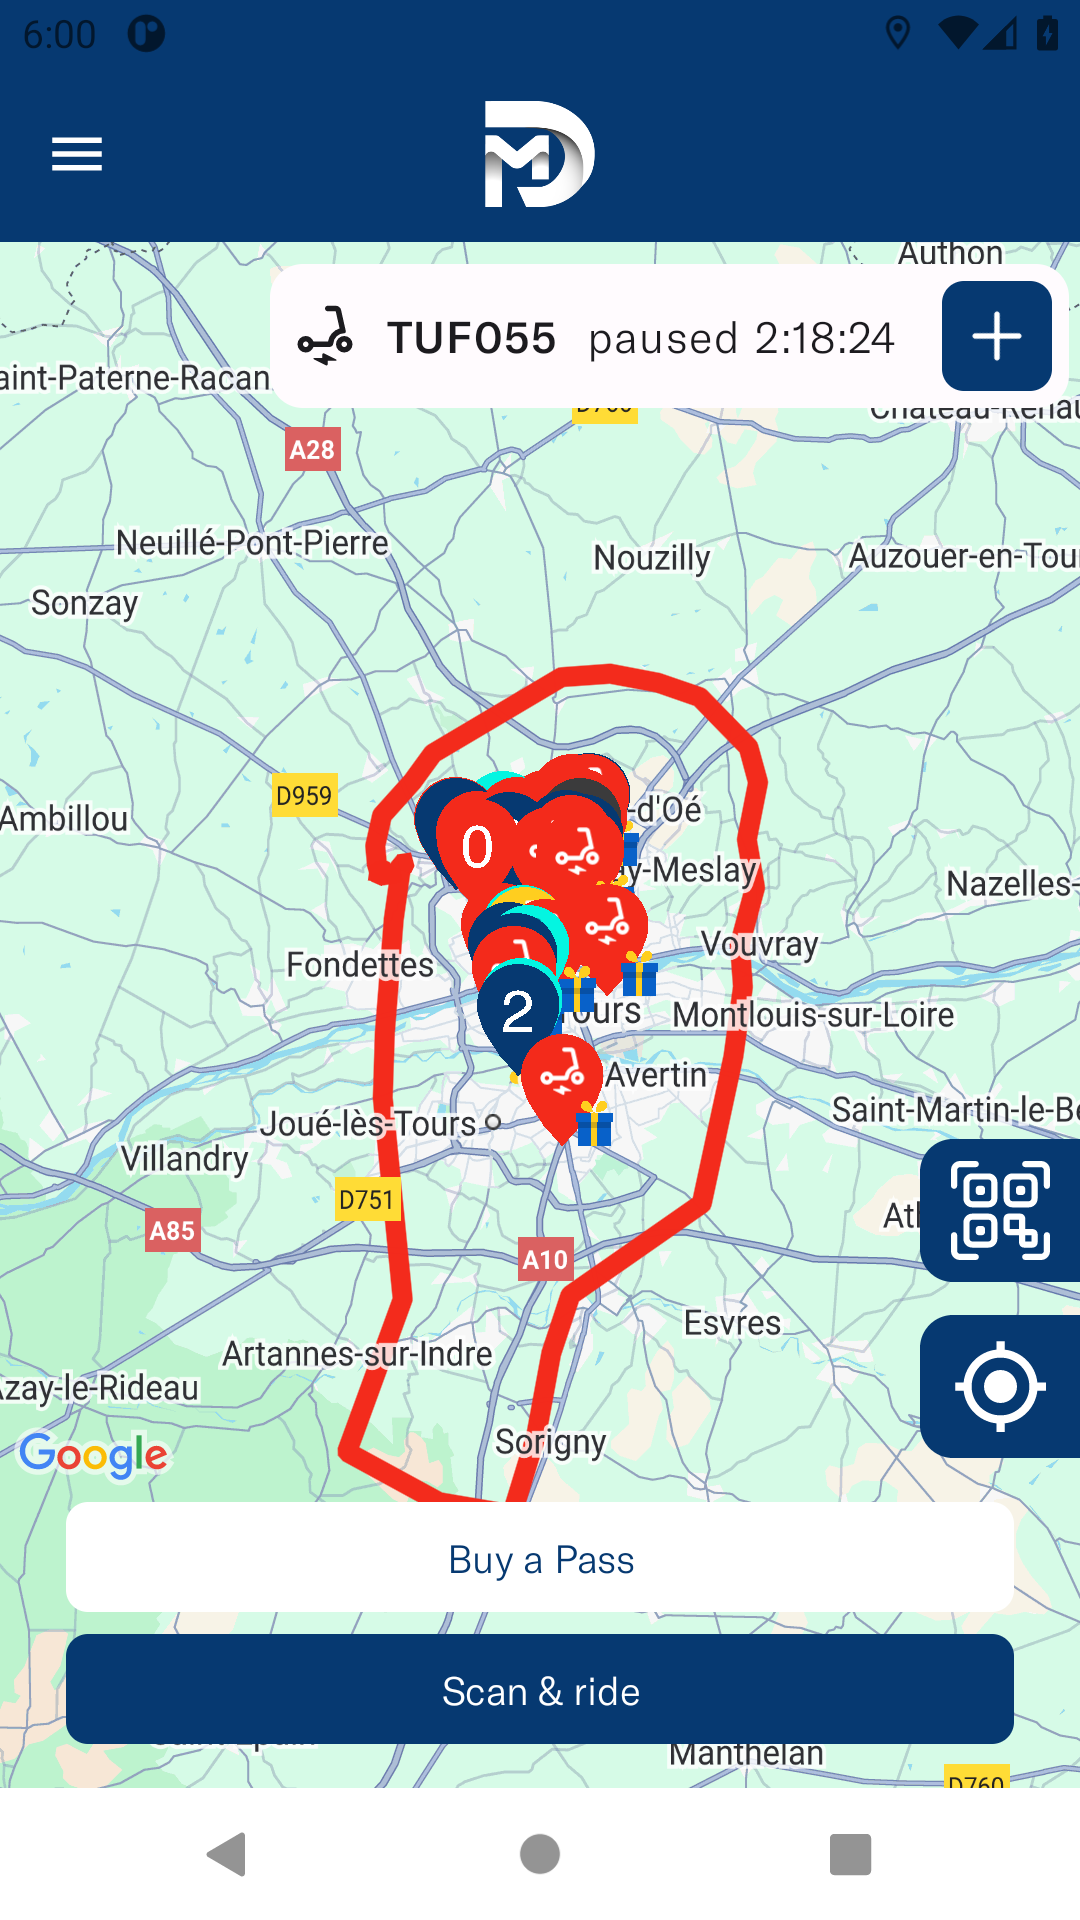 6:00
Authon
TUF055 paused 2:18:24
aint-Paterne-Racan
A28
Neuillé-Pont-Pierre
Nouzilly
Auzouer-en-Tou
Sonzay
D959
Ambillou
-d'Oé
0
y-Meslay
Nazelles-
Vouvray
Fondettes
2
Tours
Montlouis-sur-Loire
Avertin
Saint-Martin-le-B
Joué-lès-Tours
Villandry
D751
At
A85
A10
Esvres
Artannes-sur-Indre
Azay-le-Rideau
Google
Sorigny
Buy a Pass
Scan & ride
Manthelan
D760